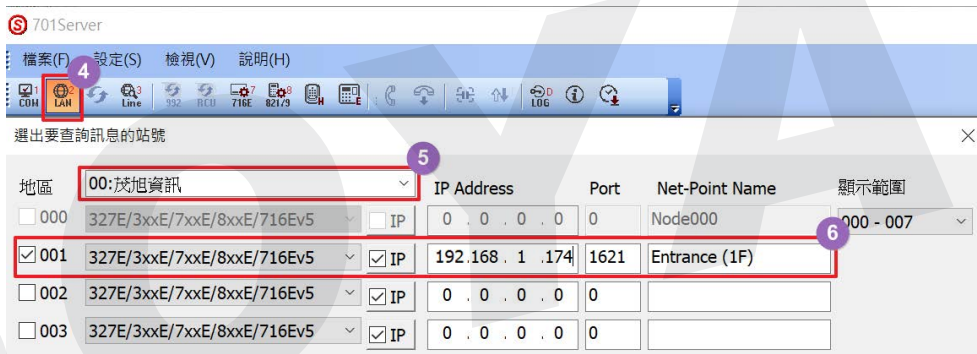 701Server
檔案(F) 設定(S) 檢視(V) 說明(H)
4
1 COM 2 LAN 3 Line 992 RCU 7 716E 8 821/9 H E D LOG
選出要查詢訊息的站號
5
地區 00:茂旭資訊 IP Address Port Net-Point Name 顯示範圍
000 327E/3xxE/7xxE/8xxE/716Ev5 IP 0 . 0 . 0 . 0 0 Node000 000 - 007
6
001 327E/3xxE/7xxE/8xxE/716Ev5 IP 192.168 . 1 .174 1621 Entrance (1F)
002 327E/3xxE/7xxE/8xxE/716Ev5 IP 0 . 0 . 0 . 0 0
003 327E/3xxE/7xxE/8xxE/716Ev5 IP 0 . 0 . 0 . 0 0